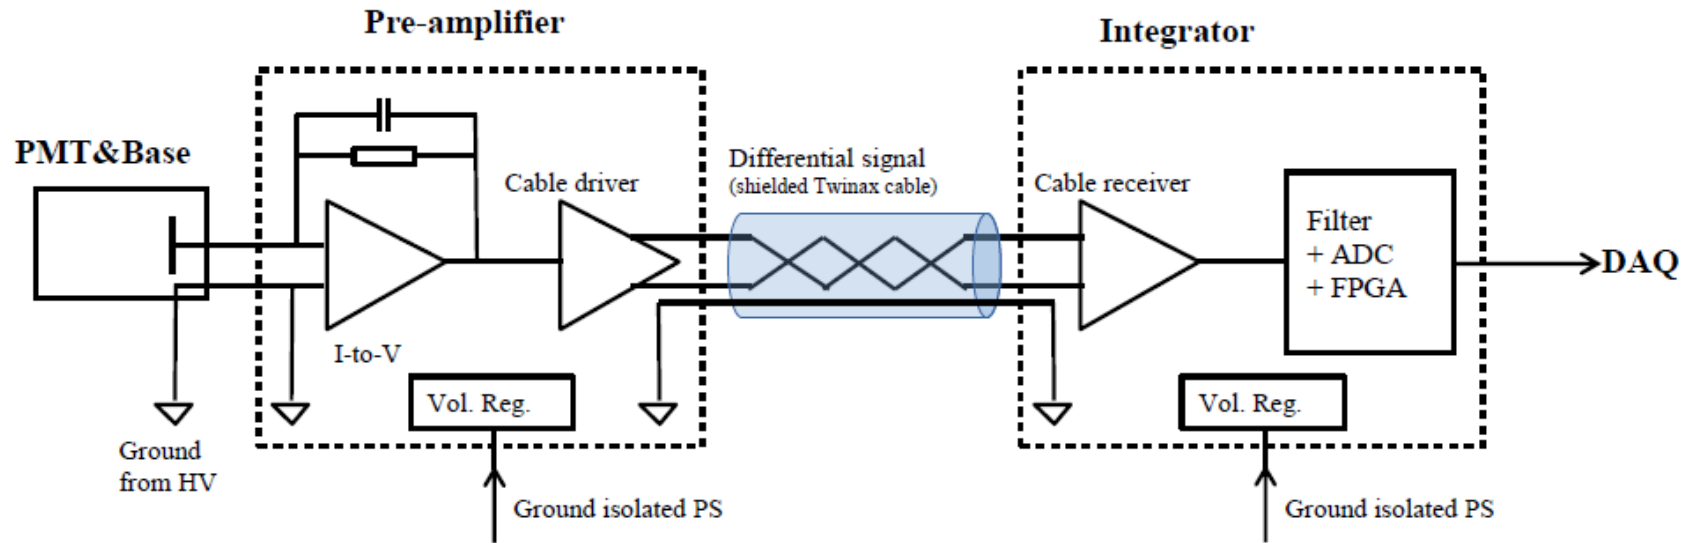 Pre-amplifier
Integrator
PMT&Base
Differential signal
(shielded Twinax cable)
Cable driver
Cable receiver
Filter
+ ADC
+ FPGA
DAQ
I-to-V
Vol. Reg.
Vol. Reg.
Ground
from HV
Ground isolated PS
Ground isolated PS